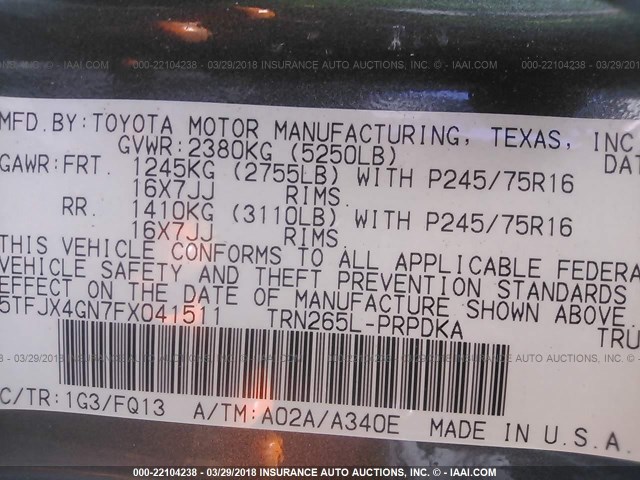 000-22104238 - 03/29/2018 INSURANCE AUTO AUCTIONS, INC. © - IAAI.COM
MFD.BY:TOYOTA MOTOR MANUFACTURING, TEXAS, INC
GVWR:2380KG (5250LB) DAT
GAWR:FRT. 1245KG (2755LB) WITH P245/75R16
16X7JJ RIMS
RR. 1410KG (3110LB) WITH P245/75R16
16X7JJ RIMS
THIS VEHICLE CONFORMS TO ALL APPLICABLE FEDERA
VEHICLE SAFETY AND THEFT PREVENTION STANDARDS
EFFECT ON THE DATE OF MANUFACTURE SHOWN ABOVE.
5TFJX4GN7FX041511 TRN265L-PRPDKA TRU
C/TR:1G3/FQ13 A/TM:A02A/A340E MADE IN U.S.A.
000-22104238 - 03/29/2018 INSURANCE AUTO AUCTIONS, INC. © - IAAI.COM